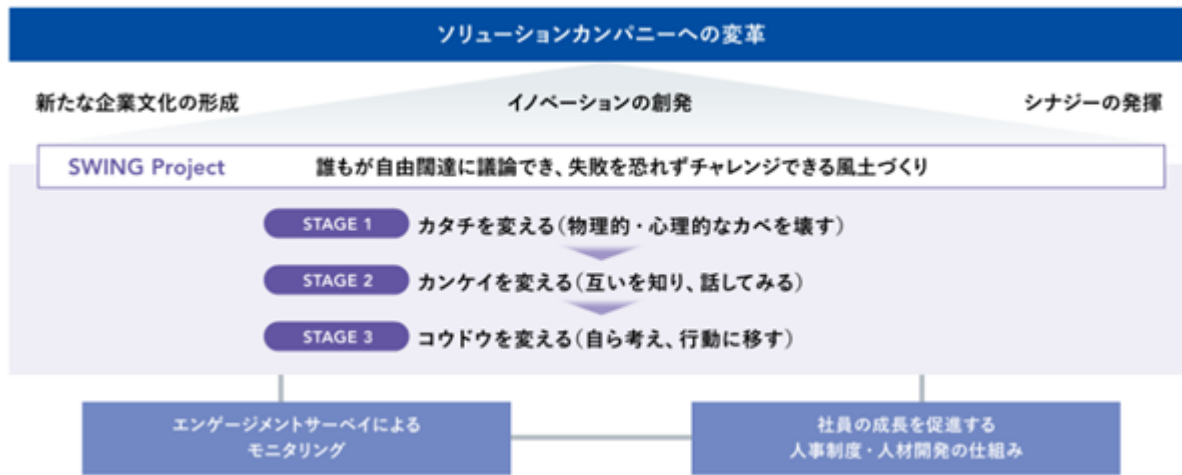 ソリューションカンパニーへの変革
新たな企業文化の形成
イノベーションの創発
シナジーの発揮
SWING Project 誰もが自由闊達に議論でき、失敗を恐れずチャレンジできる風土づくり
STAGE 1 カタチを変える(物理的・心理的なカベを壊す)
STAGE 2 カンケイを変える(互いを知り、話してみる)
STAGE 3 コウドウを変える(自ら考え、行動に移す)
エンゲージメントサーベイによる
モニタリング
社員の成長を促進する
人事制度・人材開発の仕組み